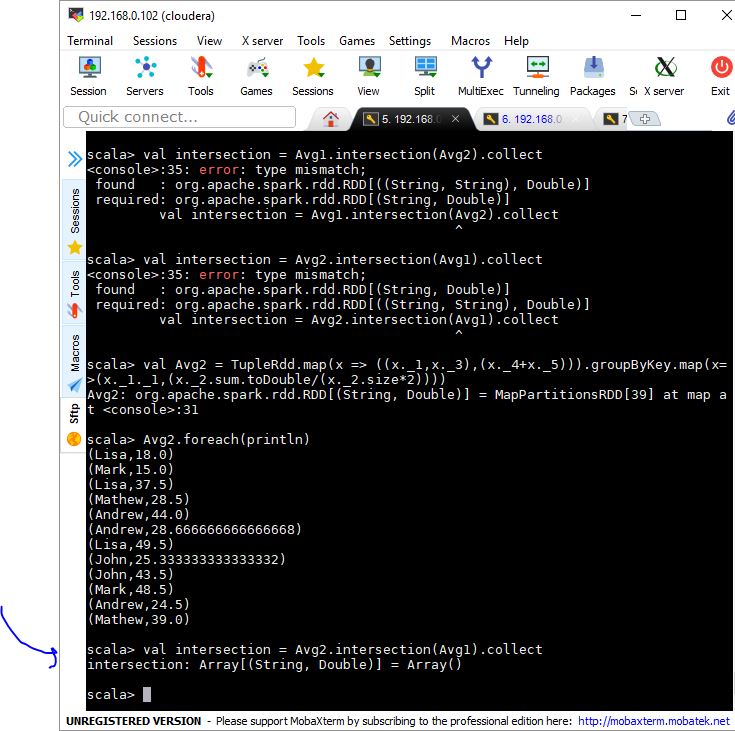 192.168.0.102 (cloudera)
Terminal Sessions View X server Tools Games Settings Macros Help
Session Servers Tools Games Sessions View Split MultiExec Tunneling Packages Se X server Exit
Quick connect...
5. 192.168.0 6. 192.168.0 7
Sessions
Tools
Macros
Sftp
scala> val intersection = Avg1.intersection(Avg2).collect
<console>:35: error: type mismatch;
found : org.apache.spark.rdd.RDD[((String, String), Double)]
required: org.apache.spark.rdd.RDD[(String, Double)]
val intersection = Avg1.intersection(Avg2).collect
^
scala> val intersection = Avg2.intersection(Avg1).collect
<console>:35: error: type mismatch;
found : org.apache.spark.rdd.RDD[(String, Double)]
required: org.apache.spark.rdd.RDD[((String, String), Double)]
val intersection = Avg2.intersection(Avg1).collect
^
scala> val Avg2 = TupleRdd.map(x => ((x._1,x._3),(x._4+x._5))).groupByKey.map(x=
>(x._1._1,(x._2.sum.toDouble/(x._2.size*2))))
Avg2: org.apache.spark.rdd.RDD[(String, Double)] = MapPartitionsRDD[39] at map a
t <console>:31
scala> Avg2.foreach(println)
(Lisa,18.0)
(Mark,15.0)
(Lisa,37.5)
(Mathew,28.5)
(Andrew,44.0)
(Andrew,28.666666666666668)
(Lisa,49.5)
(John,25.333333333333332)
(John,43.5)
(Mark,48.5)
(Andrew,24.5)
(Mathew,39.0)
scala> val intersection = Avg2.intersection(Avg1).collect
intersection: Array[(String, Double)] = Array()
scala>
UNREGISTERED VERSION - Please support MobaXterm by subscribing to the professional edition here: http://mobaxterm.mobatek.net